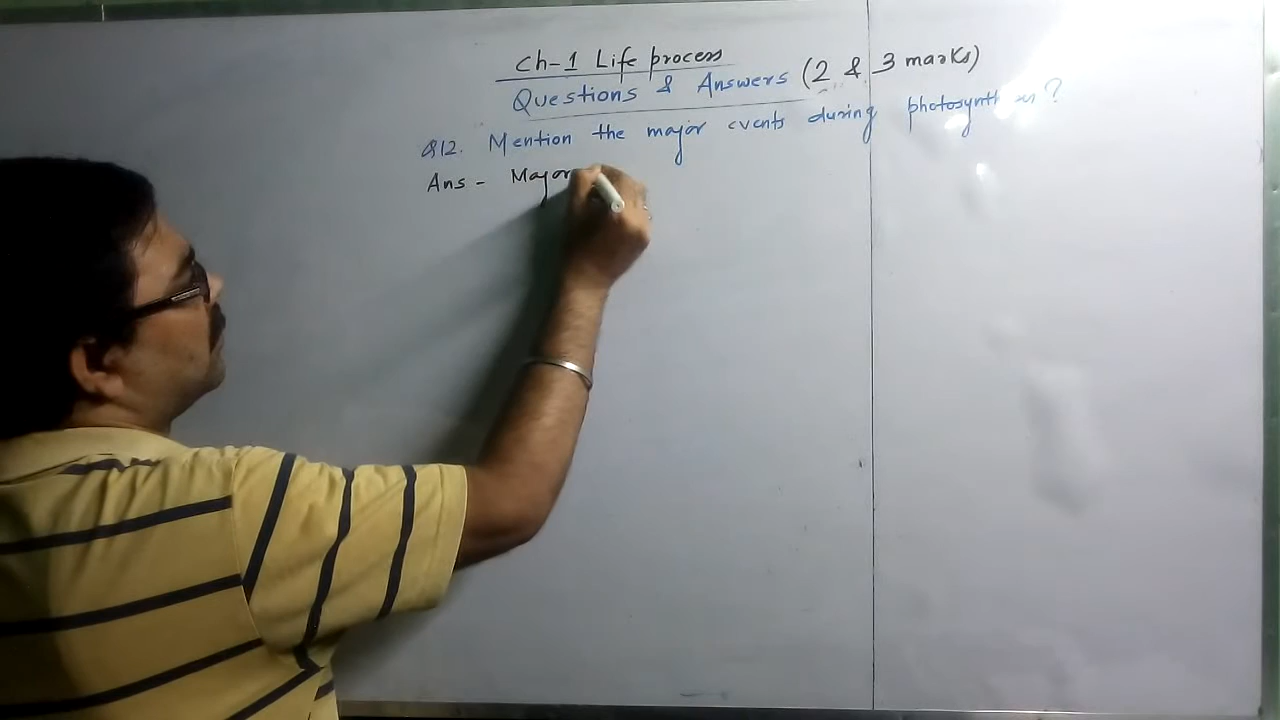 Ch-1 Life process
Questions & Answers (2 & 3 marks)
Q12. Mention the major events during photosynthesis?
Ans - Major